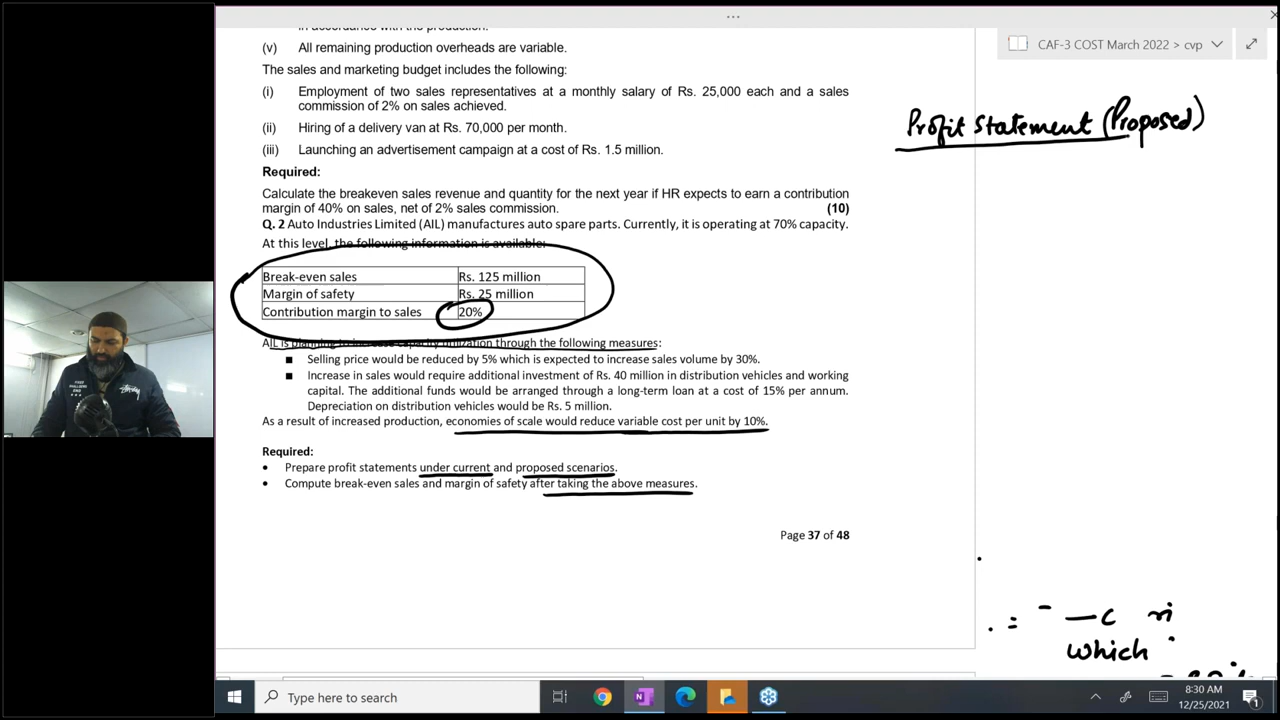 (v) All remaining production overheads are variable.
The sales and marketing budget includes the following:
(i) Employment of two sales representatives at a monthly salary of Rs. 25,000 each and a sales
commission of 2% on sales achieved.
(ii) Hiring of a delivery van at Rs. 70,000 per month.
(iii) Launching an advertisement campaign at a cost of Rs. 1.5 million.
Required:
Calculate the breakeven sales revenue and quantity for the next year if HR expects to earn a contribution
margin of 40% on sales, net of 2% sales commission. (10)
Q. 2 Auto Industries Limited (AIL) manufactures auto spare parts. Currently, it is operating at 70% capacity.
At this level, the following information is available:
Break-even sales Rs. 125 million
Margin of safety Rs. 25 million
Contribution margin to sales 20%
AIL is planning to increase capacity utilization through the following measures:
■ Selling price would be reduced by 5% which is expected to increase sales volume by 30%.
■ Increase in sales would require additional investment of Rs. 40 million in distribution vehicles and working
capital. The additional funds would be arranged through a long-term loan at a cost of 15% per annum.
Depreciation on distribution vehicles would be Rs. 5 million.
As a result of increased production, economies of scale would reduce variable cost per unit by 10%.
Required:
• Prepare profit statements under current and proposed scenarios.
• Compute break-even sales and margin of safety after taking the above measures.
Page 37 of 48
CAF-3 COST March 2022 > cvp
Profit Statement (Proposed)
which
Type here to search
8:30 AM
12/25/2021
STUSSY